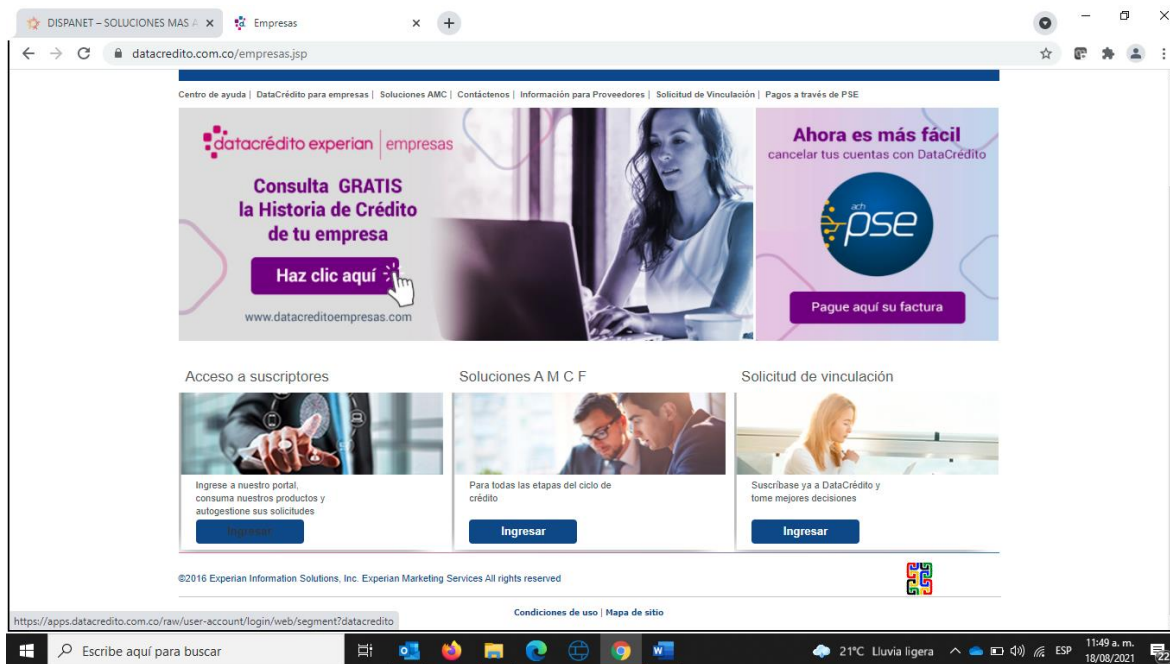 DISPANET – SOLUCIONES MAS A
Empresas
datacredito.com.co/empresas.jsp
Centro de ayuda | DataCrédito para empresas | Soluciones AMC | Contáctenos | Información para Proveedores | Solicitud de Vinculación | Pagos a través de PSE
datacrédito experian | empresas
Consulta GRATIS
la Historia de Crédito
de tu empresa
Haz clic aquí
www.datacreditoempresas.com
Ahora es más fácil
cancelar tus cuentas con DataCrédito
ach
pse
Pague aquí su factura
Acceso a suscriptores
Ingrese a nuestro portal,
consuma nuestros productos y
autogestione sus solicitudes
Ingresar
Soluciones A M C F
Para todas las etapas del ciclo de
crédito
Ingresar
Solicitud de vinculación
Suscríbase ya a DataCrédito y
tome mejores decisiones
Ingresar
©2016 Experian Information Solutions, Inc. Experian Marketing Services All rights reserved
Condiciones de uso | Mapa de sitio
https://apps.datacredito.com.co/raw/user-account/login/web/segment?datacredito
Escribe aquí para buscar
21°C Lluvia ligera
ESP
11:49 a. m.
18/08/2021
22